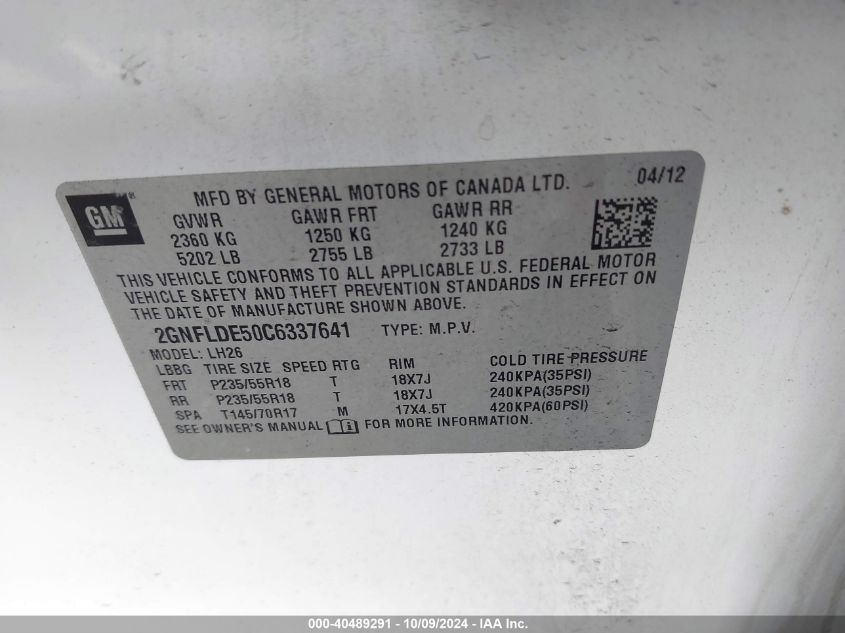 MFD BY GENERAL MOTORS OF CANADA LTD. 04/12
GM
GVWR GAWR FRT GAWR RR
2360 KG 1250 KG 1240 KG
5202 LB 2755 LB 2733 LB
THIS VEHICLE CONFORMS TO ALL APPLICABLE U.S. FEDERAL MOTOR
VEHICLE SAFETY AND THEFT PREVENTION STANDARDS IN EFFECT ON
THE DATE OF MANUFACTURE SHOWN ABOVE.
2GNFLDE50C6337641 TYPE: M.P.V.
MODEL: LH26
LBBG TIRE SIZE SPEED RTG RIM COLD TIRE PRESSURE
FRT P235/55R18 T 18X7J 240KPA(35PSI)
RR P235/55R18 T 18X7J 240KPA(35PSI)
SPA T145/70R17 M 17X4.5T 420KPA(60PSI)
SEE OWNER'S MANUAL FOR MORE INFORMATION.
000-40489291 - 10/09/2024 - IAA Inc.